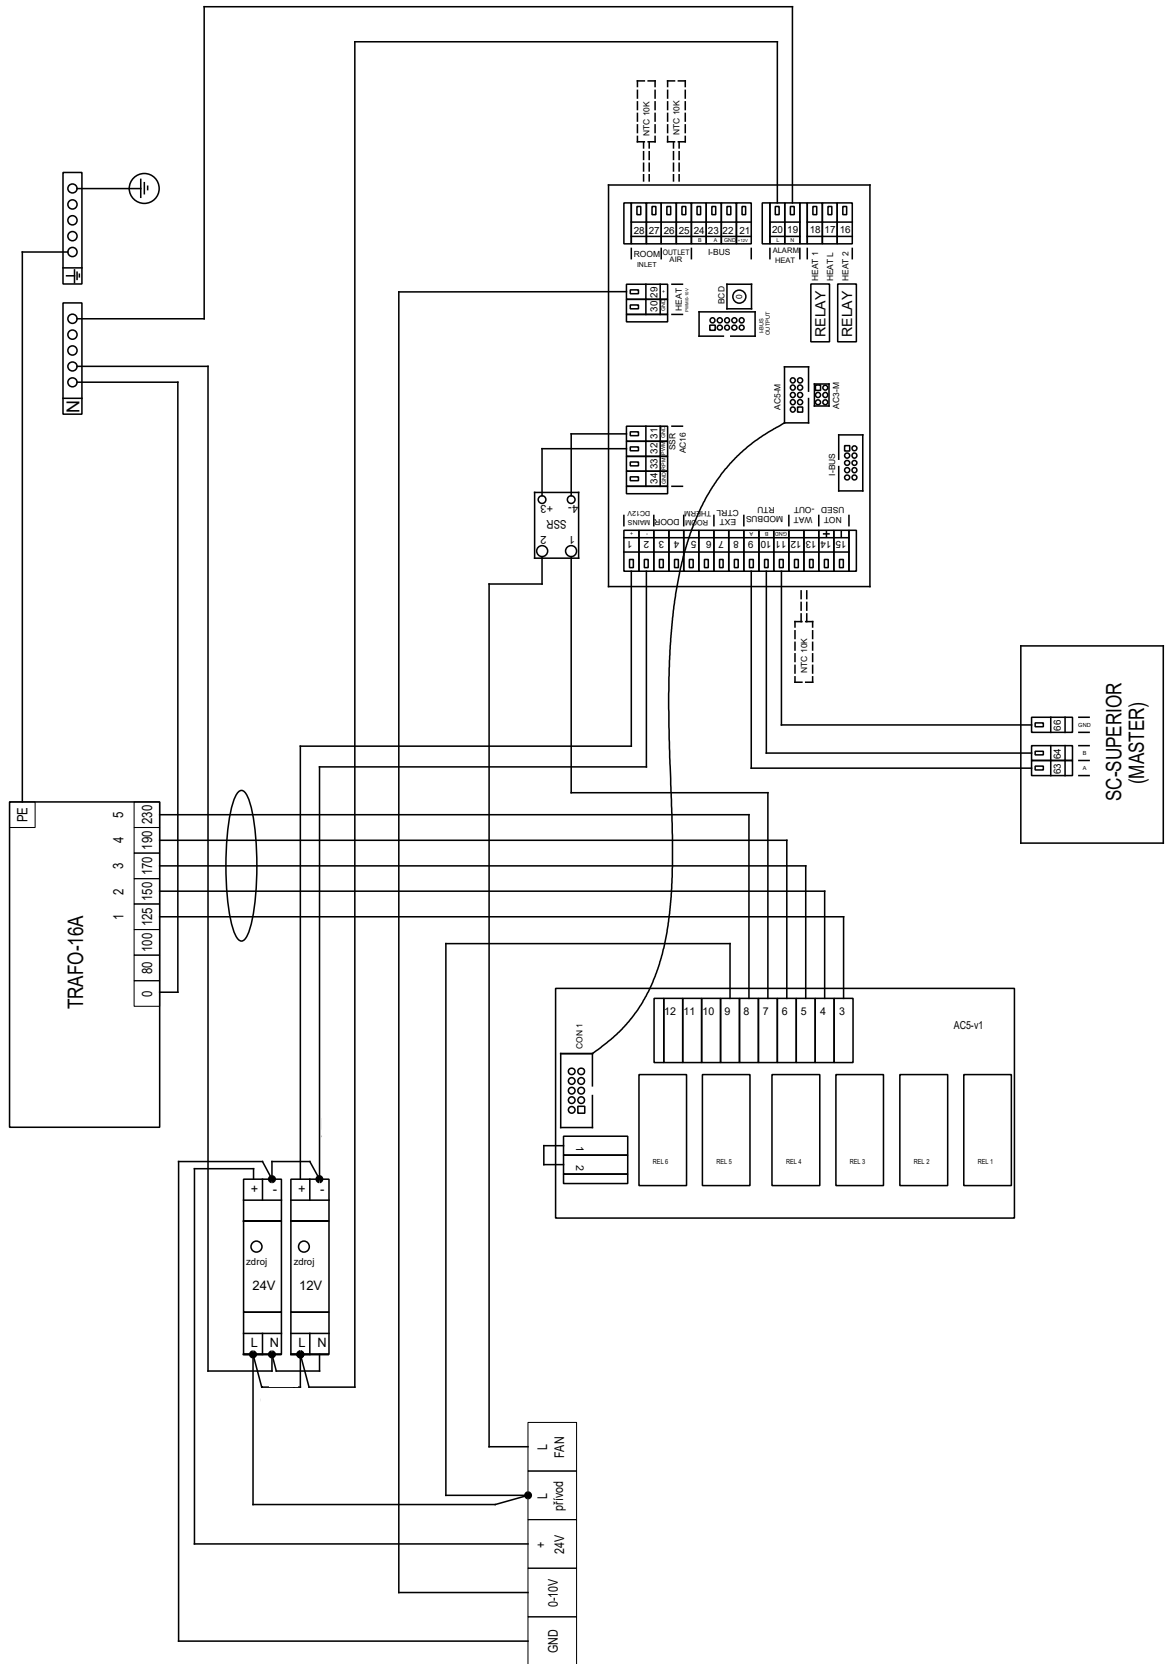 NTC 10K
NTC 10K
28 27 26 25 24 23 22 21
B A GND +12V
ROOM INLET
OUTLET AIR
I-BUS
20 19
L N
ALARM
HEAT
18 17 16
HEAT 1
HEAT L
HEAT 2
RELAY
RELAY
29 +
30 GND
HEAT
BCD
0
I-BUS
OUTPUT
N
AC5-M
AC3-M
I-BUS
31 GND
32 PWM
33 RPM
34 GND
SSR
AC16
+3 -4
SSR
2 1
MAINS
DC12V
DOOR
ROOM
THERM
EXT
CTRL
MODBUS
RTU
WAT
-OUT
NOT
USED
+ - A B GND
1 2 3 4 5 6 7 8 9 10 11 12 13 14 15
NTC 10K
66 GND
64 B
63 A
SC-SUPERIOR
(MASTER)
PE
TRAFO-16A
5 230
4 190
3 170
2 150
1 125
100
80
0
12 11 10 9 8 7 6 5 4 3
AC5-v1
CON 1
1
2
REL 6
REL 5
REL 4
REL 3
REL 2
REL 1
+ - + -
zdroj
24V
zdroj
12V
L N L N
L
FAN
L
přívod
+
24V
0-10V
GND